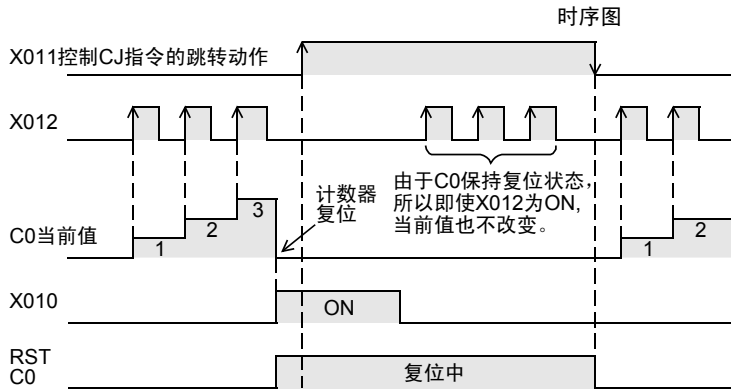 时序图
X011控制CJ指令的跳转动作
X012
计数器
复位
由于C0保持复位状态，
所以即使X012为ON,
当前值也不改变。
C0当前值
1
2
3
1
2
X010
ON
RST
C0
复位中